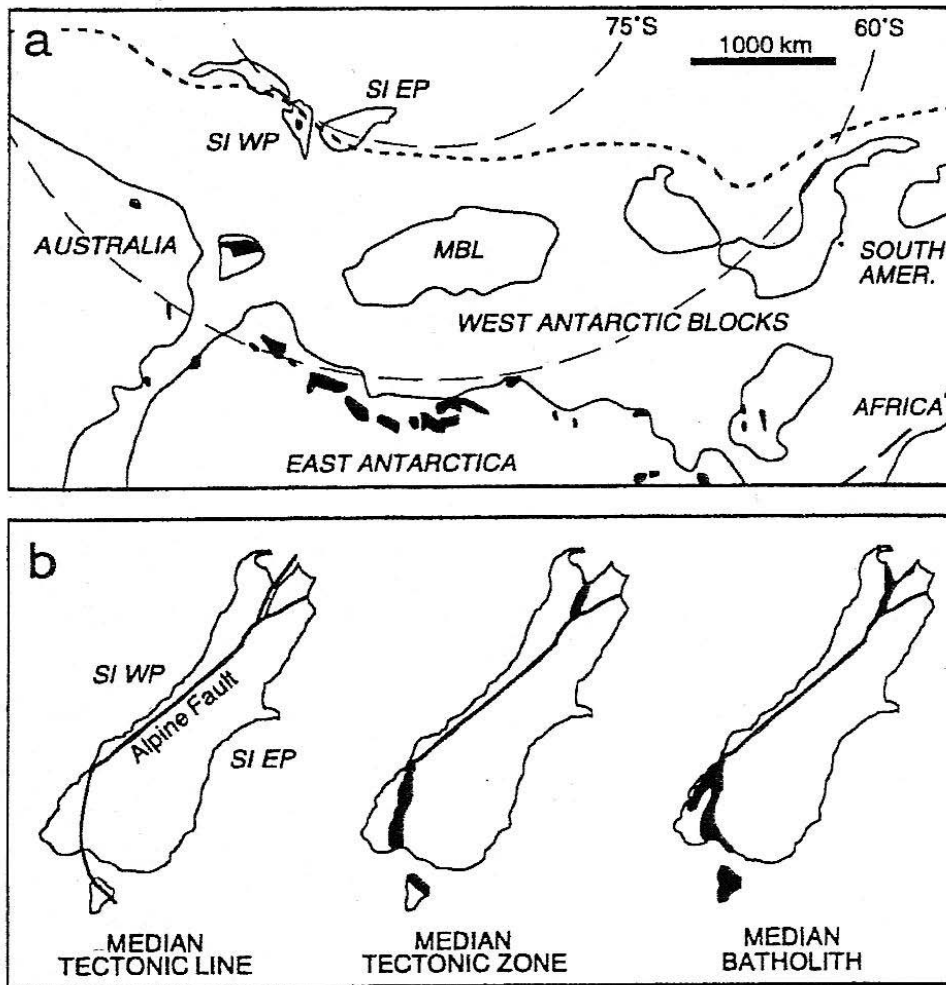 a
75°S
60°S
1000 km
SI EP
SI WP
AUSTRALIA
MBL
SOUTH
AMER.
WEST ANTARCTIC BLOCKS
AFRICA
EAST ANTARCTICA
b
SI WP
Alpine Fault
SI EP
MEDIAN
TECTONIC LINE
MEDIAN
TECTONIC ZONE
MEDIAN
BATHOLITH